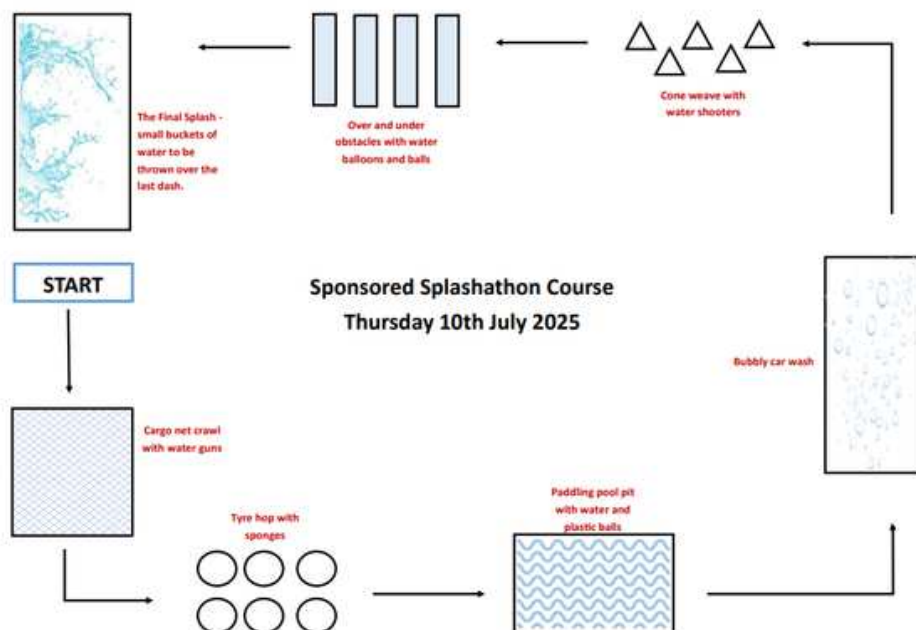 The Final Splash -
small buckets of
water to be
thrown over the
last dash.
Over and under
obstacles with water
balloons and balls
Cone weave with
water shooters
START
Sponsored Splashathon Course
Thursday 10th July 2025
Bubbly car wash
Cargo net crawl
with water guns
Tyre hop with
sponges
Paddling pool pit
with water and
plastic balls